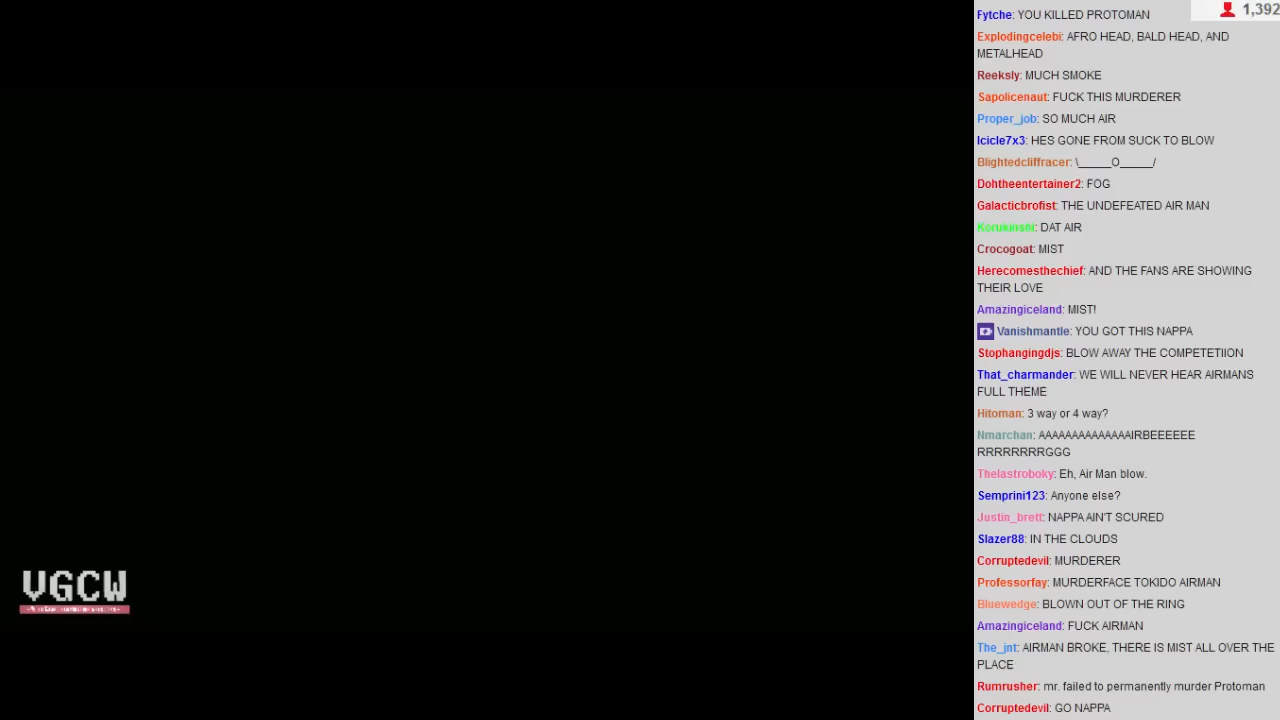 1,392
Fytche: YOU KILLED PROTOMAN
Explodingcelebi: AFRO HEAD, BALD HEAD, AND
METALHEAD
Reeksly: MUCH SMOKE
Sapolicenaut: FUCK THIS MURDERER
Proper_job: SO MUCH AIR
Icicle7x3: HES GONE FROM SUCK TO BLOW
Blightedcliffracer: \_____O_____/
Dohtheentertainer2: FOG
Galacticbrofist: THE UNDEFEATED AIR MAN
Korukinshi: DAT AIR
Crocogoat: MIST
Herecomesthechief: AND THE FANS ARE SHOWING
THEIR LOVE
Amazingiceland: MIST!
Vanishmantle: YOU GOT THIS NAPPA
Stophangingdjs: BLOW AWAY THE COMPETETIION
That_charmander: WE WILL NEVER HEAR AIRMANS
FULL THEME
Hitoman: 3 way or 4 way?
Nmarchan: AAAAAAAAAAAAAAIRBEEEEEE
RRRRRRRRGGG
Thelastroboky: Eh, Air Man blow.
Semprini123: Anyone else?
Justin_brett: NAPPA AIN'T SCURED
Slazer88: IN THE CLOUDS
Corruptedevil: MURDERER
Professorfay: MURDERFACE TOKIDO AIRMAN
Bluewedge: BLOWN OUT OF THE RING
Amazingiceland: FUCK AIRMAN
The_jnt: AIRMAN BROKE, THERE IS MIST ALL OVER THE
PLACE
Rumrusher: mr. failed to permanently murder Protoman
Corruptedevil: GO NAPPA
VGCW